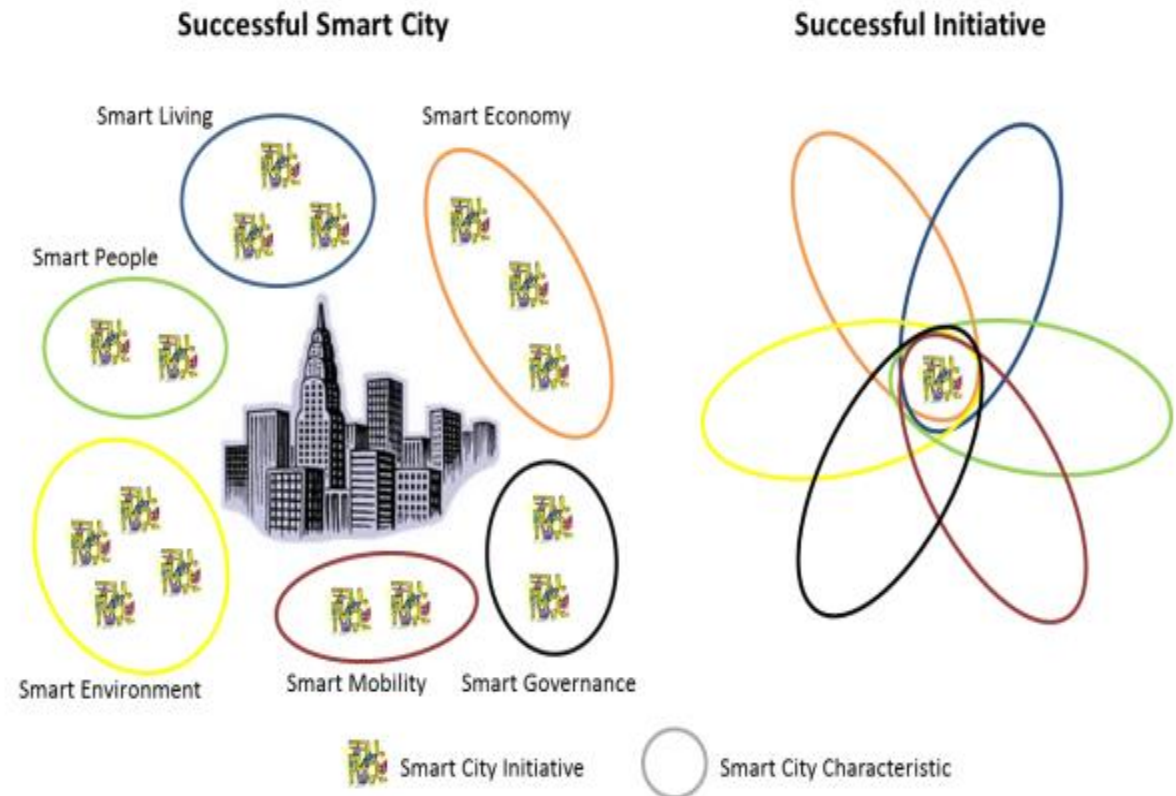 Successful Smart City
Successful Initiative
Smart Living
Smart Economy
Smart People
Smart Environment
Smart Mobility
Smart Governance
Smart City Initiative
Smart City Characteristic